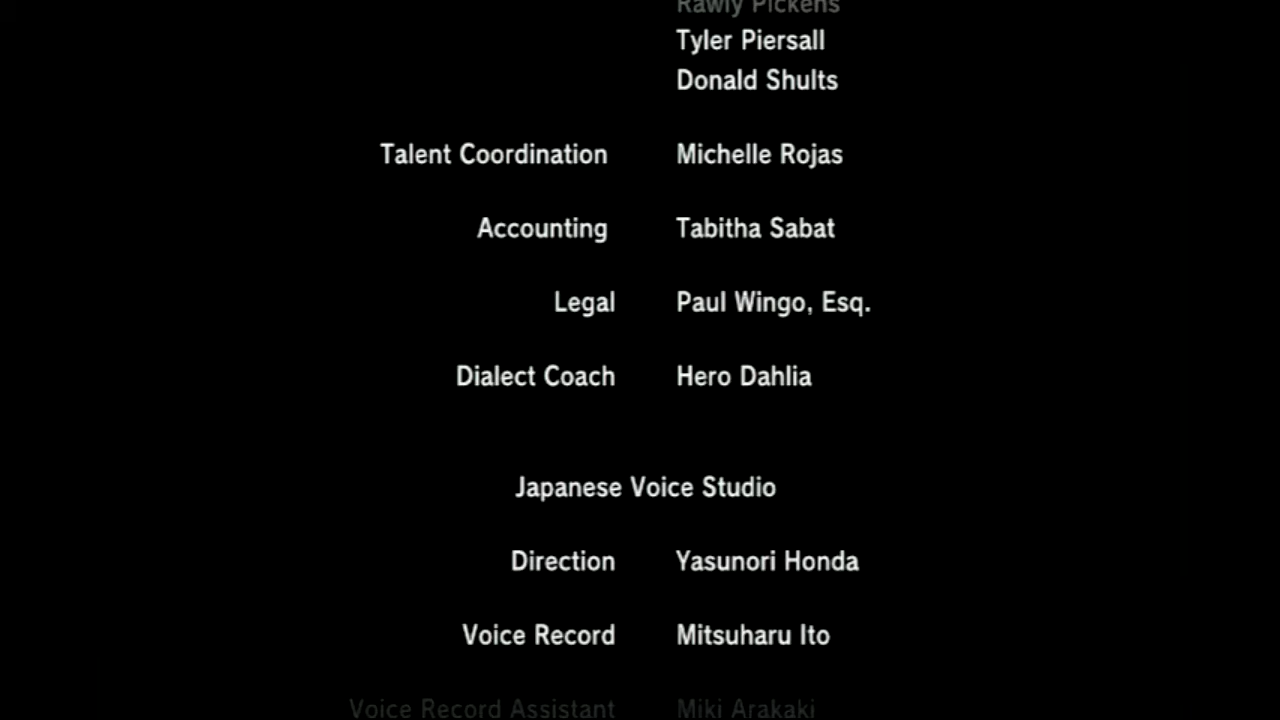 Rawly Pickens
Tyler Piersall
Donald Shults
Talent Coordination Michelle Rojas
Accounting Tabitha Sabat
Legal Paul Wingo, Esq.
Dialect Coach Hero Dahlia
Japanese Voice Studio
Direction Yasunori Honda
Voice Record Mitsuharu Ito
Voice Record Assistant Miki Arakaki